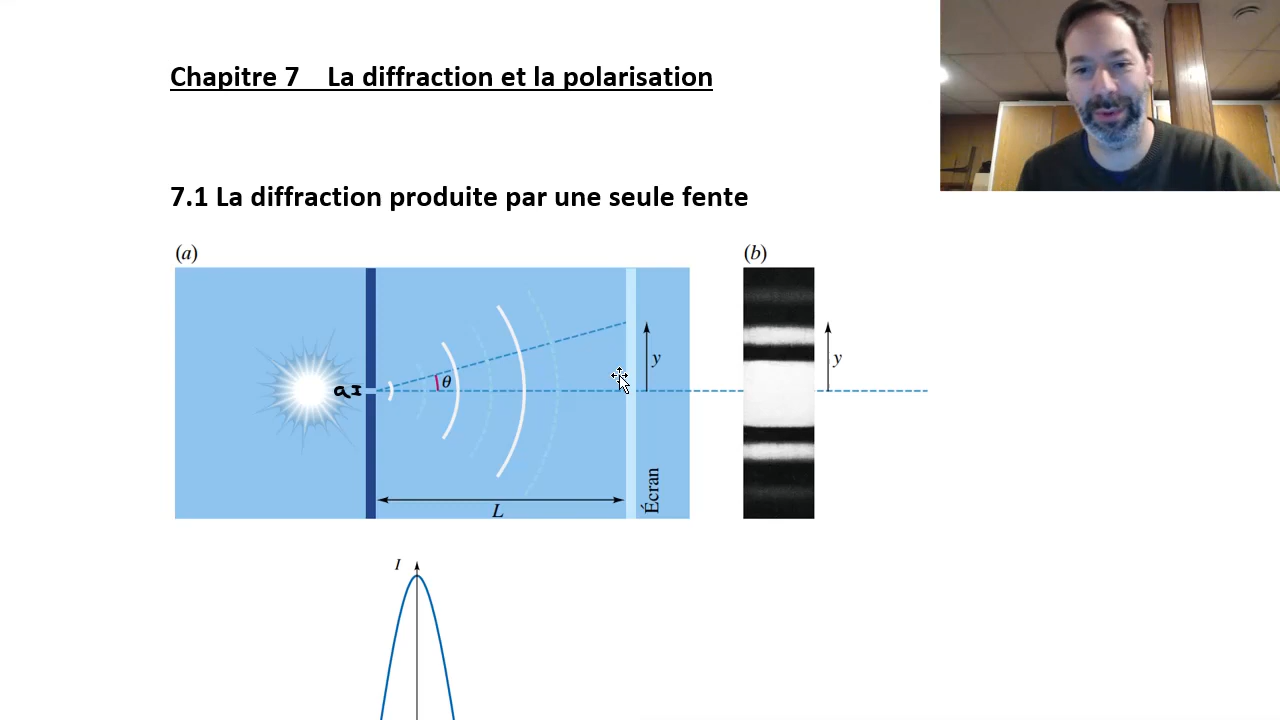 Chapitre 7 La diffraction et la polarisation
7.1 La diffraction produite par une seule fente
(a)
(b)
a
θ
y
y
L
Écran
I